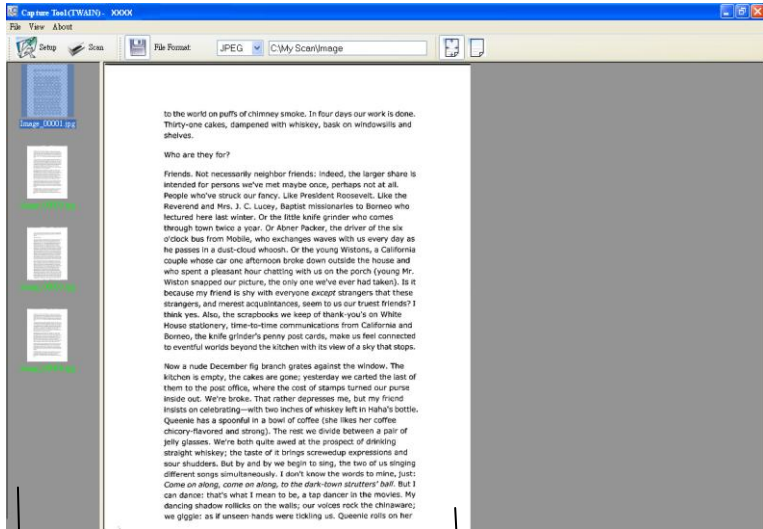 Capture Tool(TWAIN) - XXXX
File View About
Setup Scan File Format: JPEG C:\My Scan\Image
Image_00001.jpg
to the world on puffs of chimney smoke. In four days our work is done.
Thirty-one cakes, dampened with whiskey, bask on windowsills and
shelves.
Who are they for?
Friends. Not necessarily neighbor friends: indeed, the larger share is
intended for persons we've met maybe once, perhaps not at all.
People who've struck our fancy. Like President Roosevelt. Like the
Reverend and Mrs. J. C. Lucey, Baptist missionaries to Borneo who
lectured here last winter. Or the little knife grinder who comes
through town twice a year. Or Abner Packer, the driver of the six
o'clock bus from Mobile, who exchanges waves with us every day as
he passes in a dust-cloud whoosh. Or the young Wistons, a California
couple whose car one afternoon broke down outside the house and
who spent a pleasant hour chatting with us on the porch (young Mr.
Wiston snapped our picture, the only one we've ever had taken). Is it
because my friend is shy with everyone except strangers that these
strangers, and merest acquaintances, seem to us our truest friends? I
think yes. Also, the scrapbooks we keep of thank-you's on White
House stationery, time-to-time communications from California and
Borneo, the knife grinder's penny post cards, make us feel connected
to eventful worlds beyond the kitchen with its view of a sky that stops.
Now a nude December fig branch grates against the window. The
kitchen is empty, the cakes are gone; yesterday we carted the last of
them to the post office, where the cost of stamps turned our purse
inside out. We're broke. That rather depresses me, but my friend
insists on celebrating—with two inches of whiskey left in Haha's bottle.
Queenie has a spoonful in a bowl of coffee (she likes her coffee
chicory-flavored and strong). The rest we divide between a pair of
jelly glasses. We're both quite awed at the prospect of drinking
straight whiskey; the taste of it brings screwedup expressions and
sour shudders. But by and by we begin to sing, the two of us singing
different songs simultaneously. I don't know the words to mine, just:
Come on along, come on along, to the dark-town strutters' ball. But I
can dance: that's what I mean to be, a tap dancer in the movies. My
dancing shadow rollicks on the walls; our voices rock the chinaware;
we giggle: as if unseen hands were tickling us. Queenie rolls on her